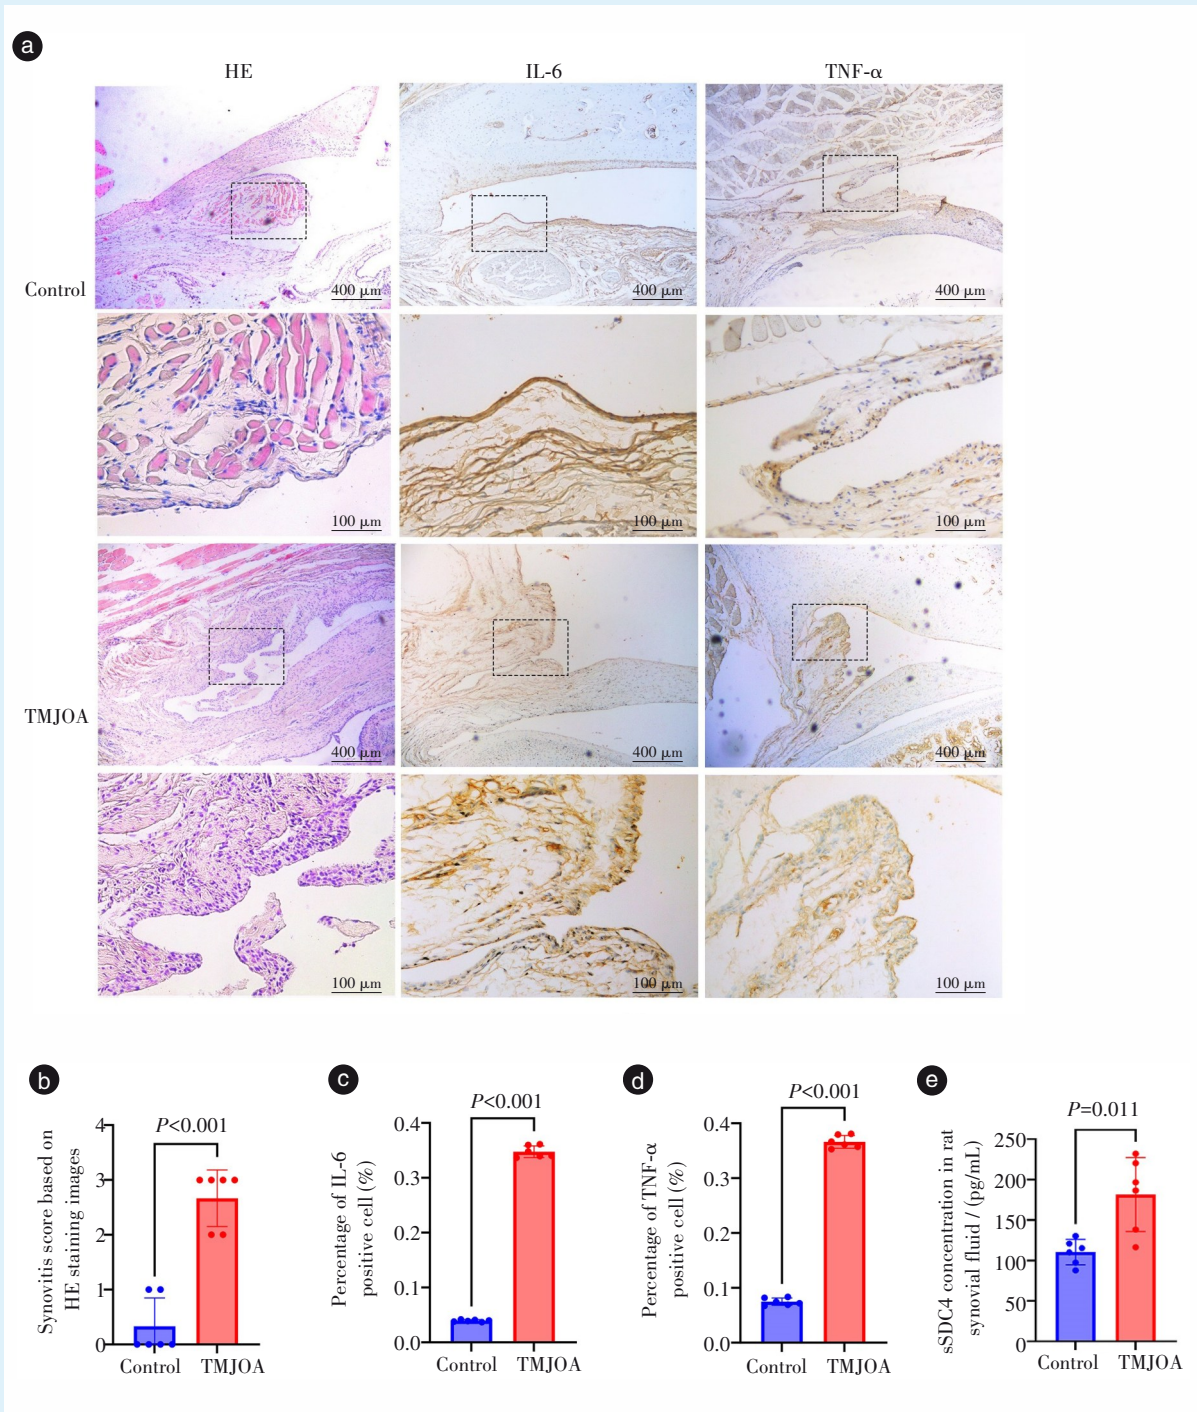 a
HE IL-6 TNF-α
Control
400 μm 400 μm 400 μm
100 μm 100 μm 100 μm
TMJOA
400 μm 400 μm 400 μm
100 μm 100 μm 100 μm
b
Synovitis score based on
HE staining images
P<0.001
4
3
2
1
0
Control TMJOA
c
Percentage of IL-6
positive cell (%)
P<0.001
0.4
0.3
0.2
0.1
0.0
Control TMJOA
d
Percentage of TNF-α
positive cell (%)
P<0.001
0.4
0.3
0.2
0.1
0.0
Control TMJOA
e
sSDC4 concentration in rat
synovial fluid / (pg/mL)
P=0.011
250
200
150
100
50
0
Control TMJOA